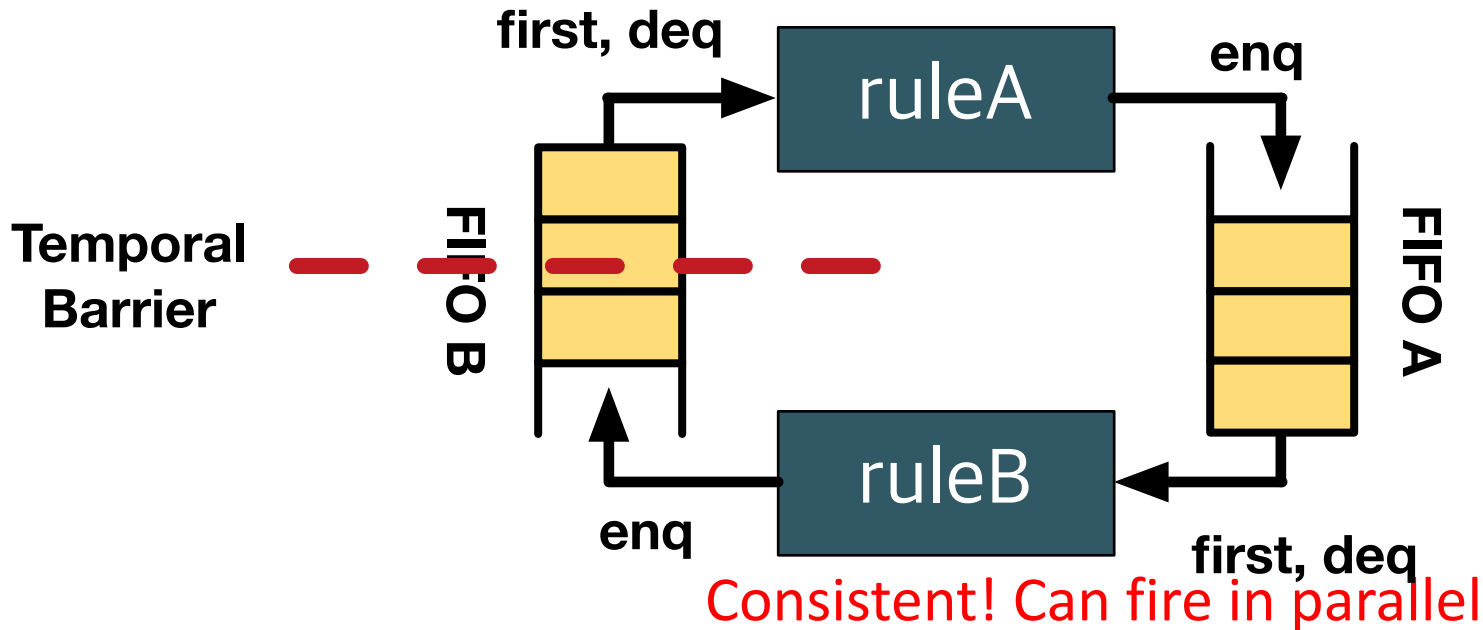 first, deq
ruleA
enq
Temporal
Barrier
FIFO B
FIFO A
ruleB
enq
first, deq
Consistent! Can fire in parallel